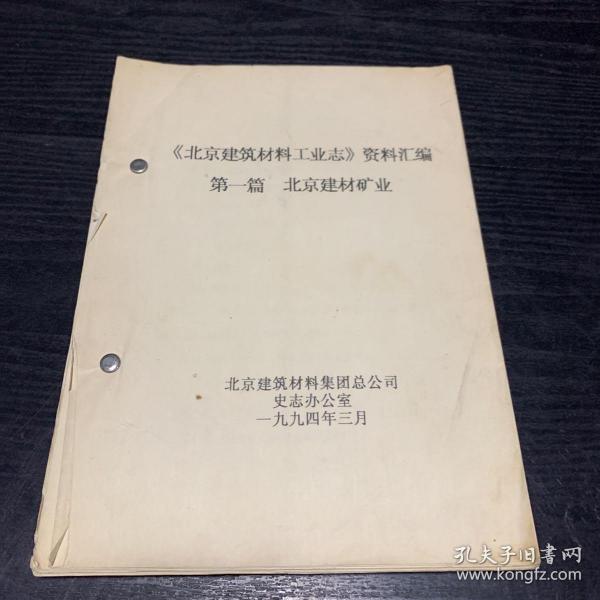 《北京建筑材料工业志》资料汇编
第一篇 北京建材矿业
北京建筑材料集团总公司
史志办公室
一九九四年三月
孔夫子旧书网
www.kongfz.com